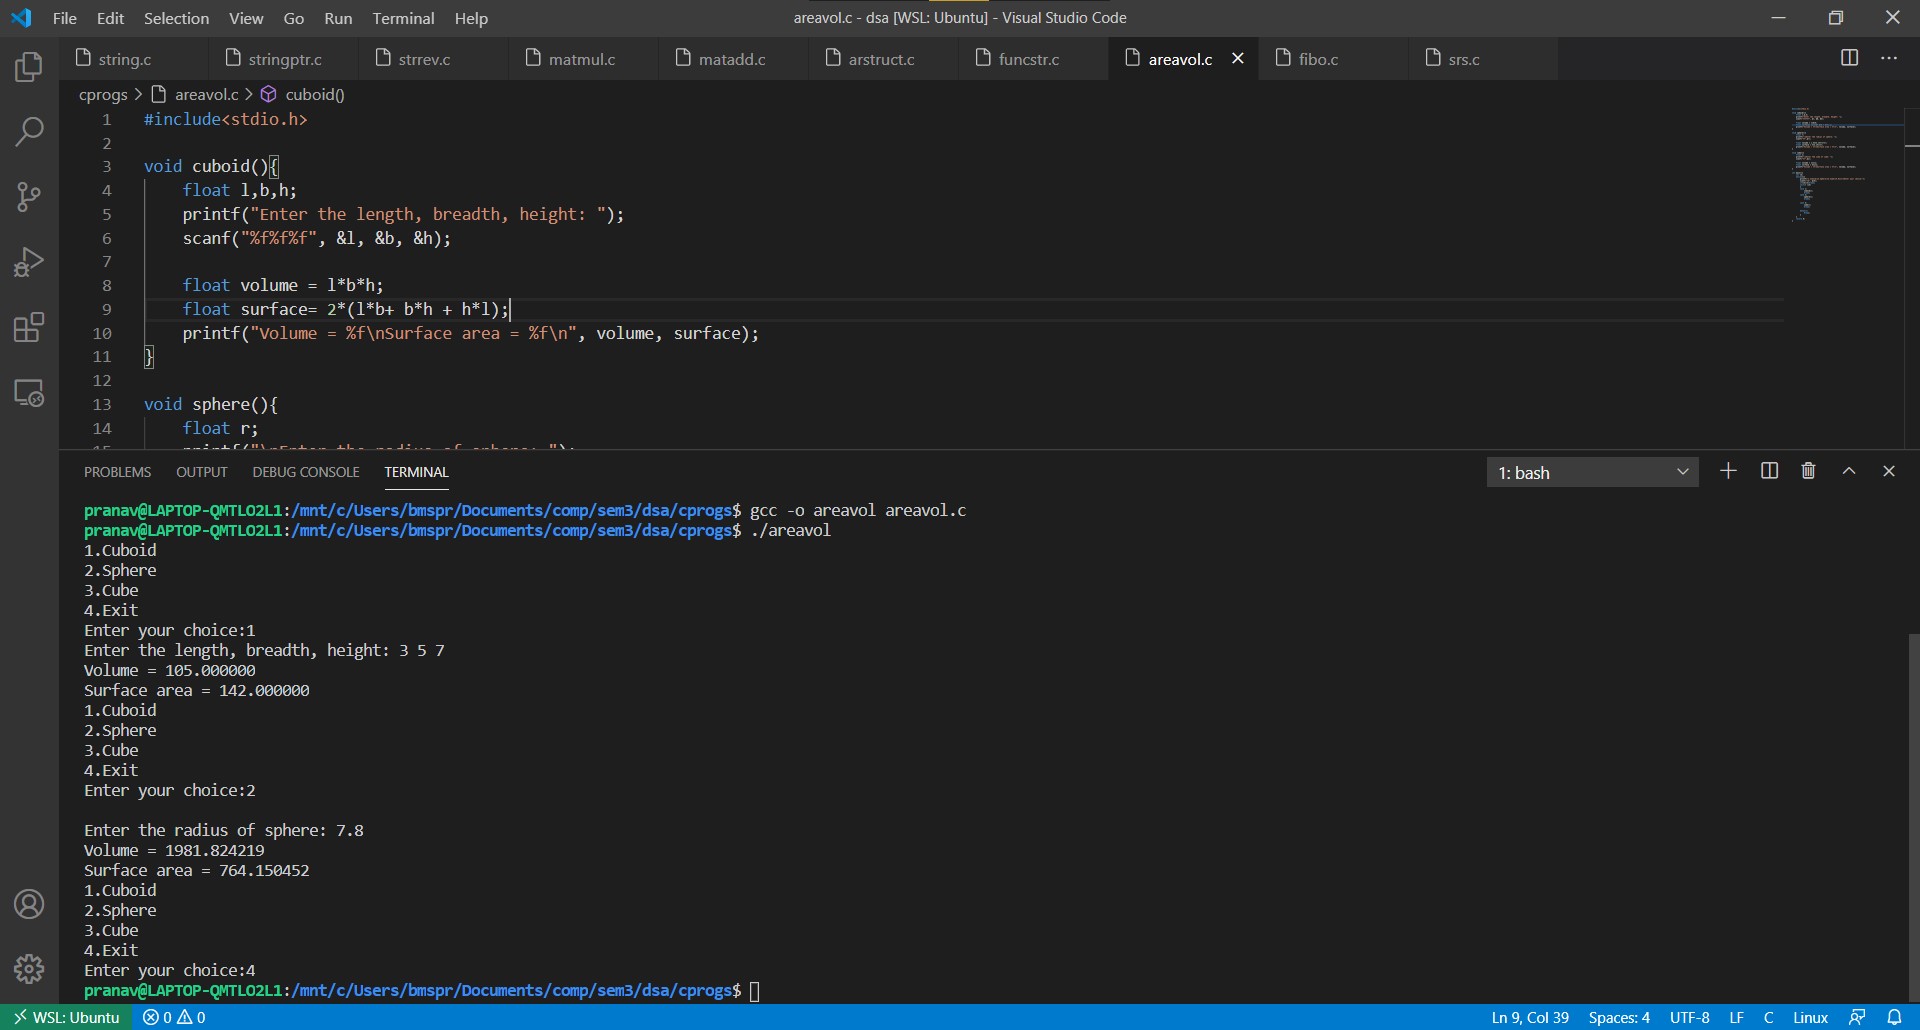 File Edit Selection View Go Run Terminal Help areavol.c - dsa [WSL: Ubuntu] - Visual Studio Code
string.c stringptr.c strrev.c matmul.c matadd.c arstruct.c funcstr.c areavol.c fibo.c srs.c
cprogs > areavol.c > cuboid()
1 #include<stdio.h>
2
3 void cuboid(){
4 float l,b,h;
5 printf("Enter the length, breadth, height: ");
6 scanf("%f%f%f", &l, &b, &h);
7
8 float volume = l*b*h;
9 float surface= 2*(l*b+ b*h + h*l);
10 printf("Volume = %f\nSurface area = %f\n", volume, surface);
11 }
12
13 void sphere(){
14 float r;
15 printf("\nEnter the radius of sphere: ");
PROBLEMS OUTPUT DEBUG CONSOLE TERMINAL 1: bash
pranav@LAPTOP-QMTLO2L1:/mnt/c/Users/bmspr/Documents/comp/sem3/dsa/cprogs$ gcc -o areavol areavol.c
pranav@LAPTOP-QMTLO2L1:/mnt/c/Users/bmspr/Documents/comp/sem3/dsa/cprogs$ ./areavol
1.Cuboid
2.Sphere
3.Cube
4.Exit
Enter your choice:1
Enter the length, breadth, height: 3 5 7
Volume = 105.000000
Surface area = 142.000000
1.Cuboid
2.Sphere
3.Cube
4.Exit
Enter your choice:2
Enter the radius of sphere: 7.8
Volume = 1981.824219
Surface area = 764.150452
1.Cuboid
2.Sphere
3.Cube
4.Exit
Enter your choice:4
pranav@LAPTOP-QMTLO2L1:/mnt/c/Users/bmspr/Documents/comp/sem3/dsa/cprogs$
WSL: Ubuntu 0 0 Ln 9, Col 39 Spaces: 4 UTF-8 LF C Linux